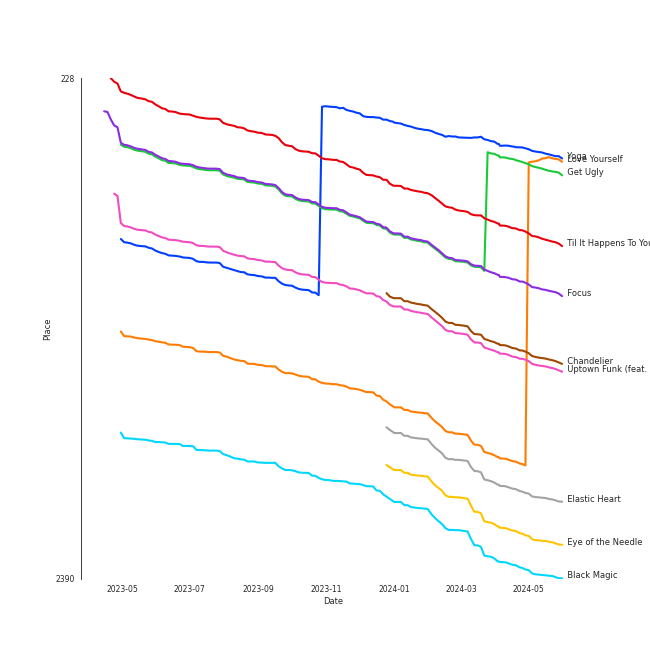 228
Yoga
Love Yourself
Get Ugly
Til It Happens To You
Focus
Place
Chandelier
Uptown Funk (feat.
Elastic Heart
Eye of the Needle
Black Magic
2390
2023-05 2023-07 2023-09 2023-11 2024-01 2024-03 2024-05
Date